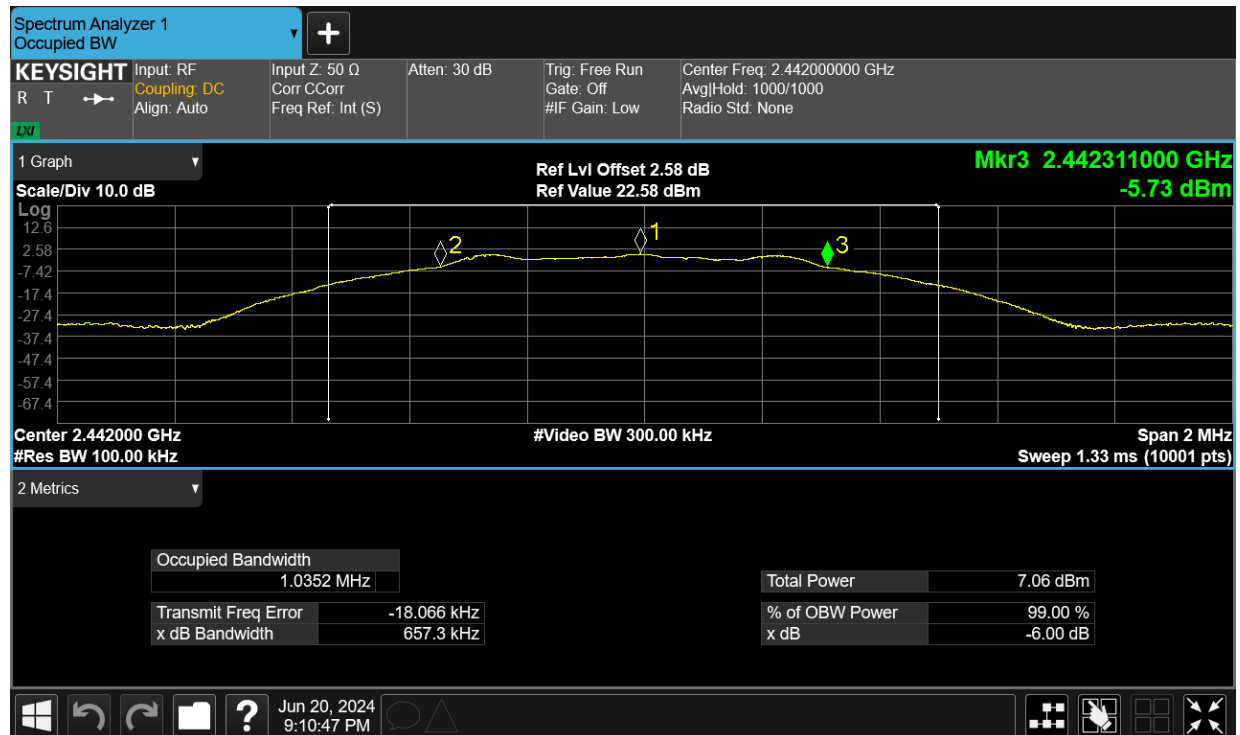 Spectrum Analyzer 1
Occupied BW
KEYSIGHT
R T
LXI
Input: RF
Coupling: DC
Align: Auto
Input Z: 50 Ω
Corr CCorr
Freq Ref: Int (S)
Atten: 30 dB
Trig: Free Run
Gate: Off
#IF Gain: Low
Center Freq: 2.442000000 GHz
Avg|Hold: 1000/1000
Radio Std: None
1 Graph
Scale/Div 10.0 dB
Ref Lvl Offset 2.58 dB
Ref Value 22.58 dBm
Mkr3 2.442311000 GHz
-5.73 dBm
Log
12.6
2.58
-7.42
-17.4
-27.4
-37.4
-47.4
-57.4
-67.4
2
1
3
Center 2.442000 GHz
#Video BW 300.00 kHz
Span 2 MHz
#Res BW 100.00 kHz
Sweep 1.33 ms (10001 pts)
2 Metrics
Occupied Bandwidth
1.0352 MHz
Transmit Freq Error -18.066 kHz
x dB Bandwidth 657.3 kHz
Total Power 7.06 dBm
% of OBW Power 99.00 %
x dB -6.00 dB
?
Jun 20, 2024
9:10:47 PM